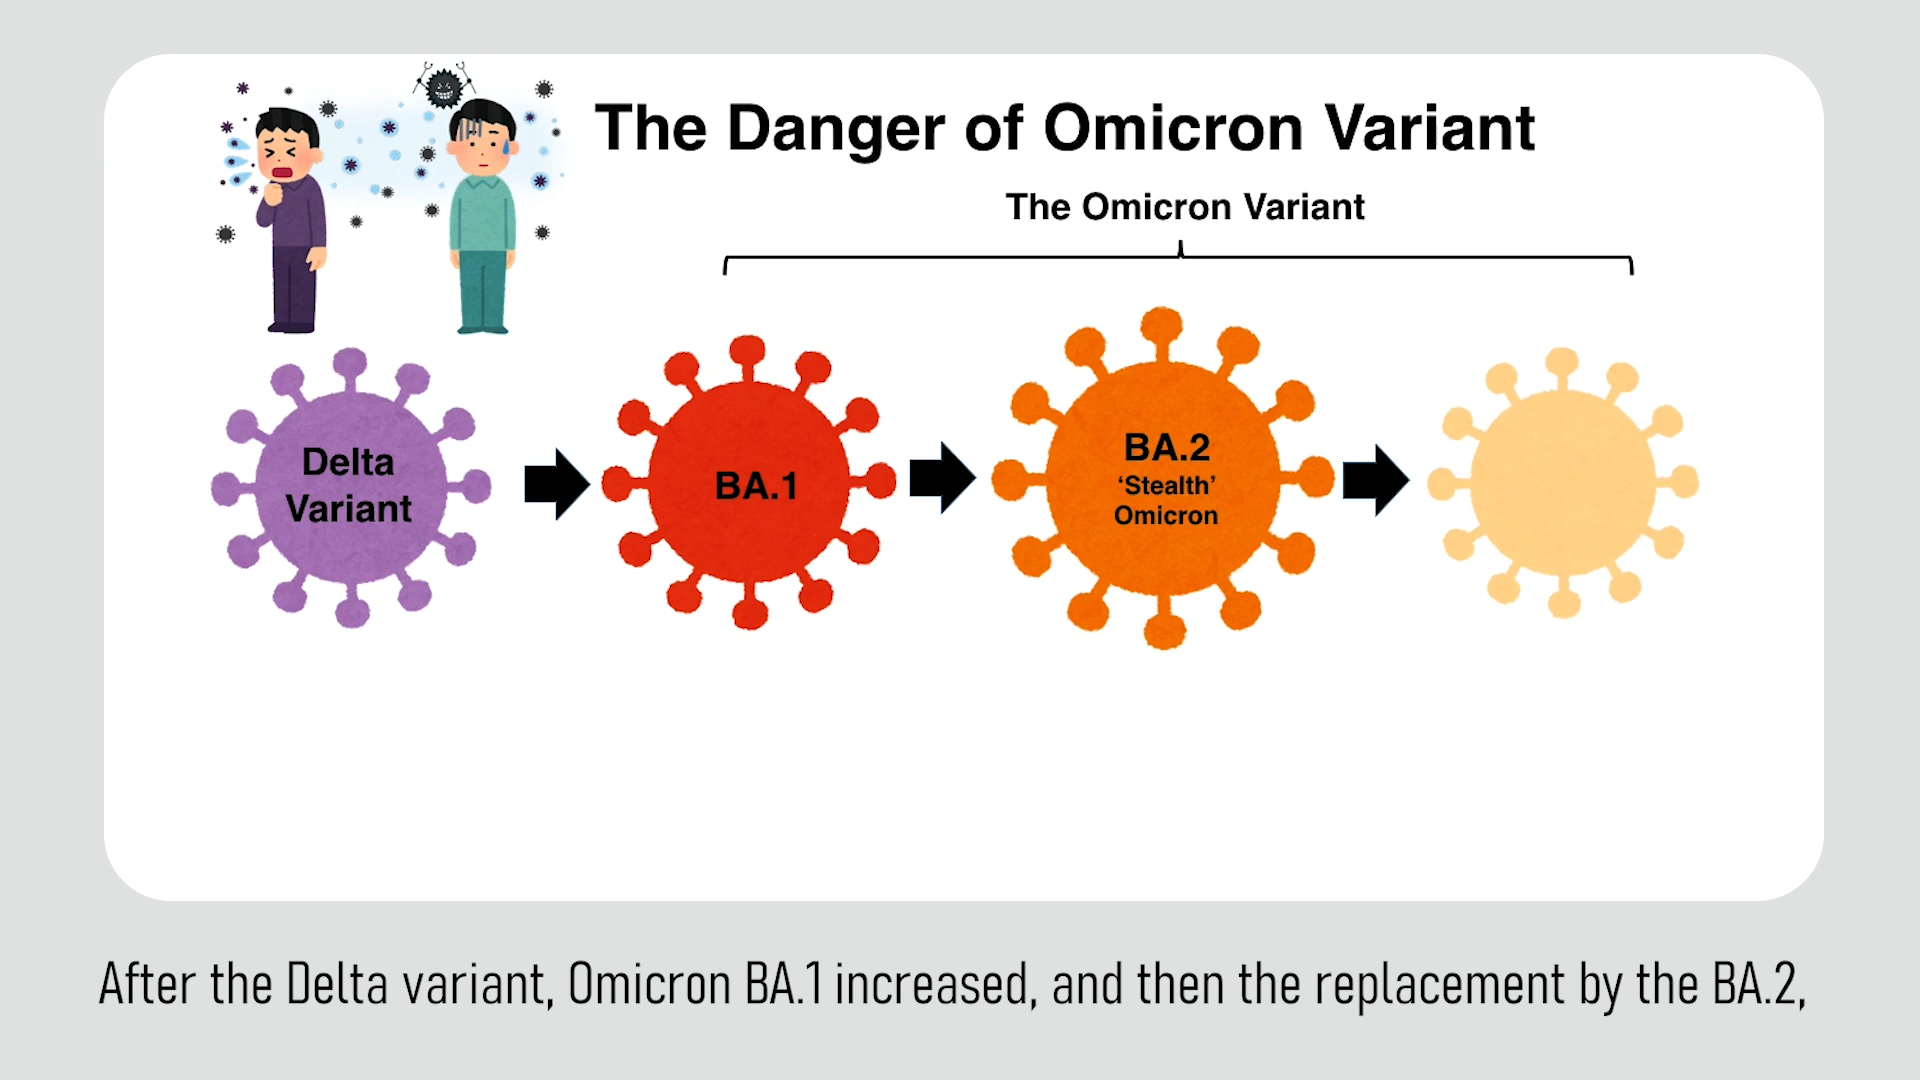 The Danger of Omicron Variant
The Omicron Variant
Delta
Variant
BA.1
BA.2
‘Stealth’
Omicron
After the Delta variant, Omicron BA.1 increased, and then the replacement by the BA.2,